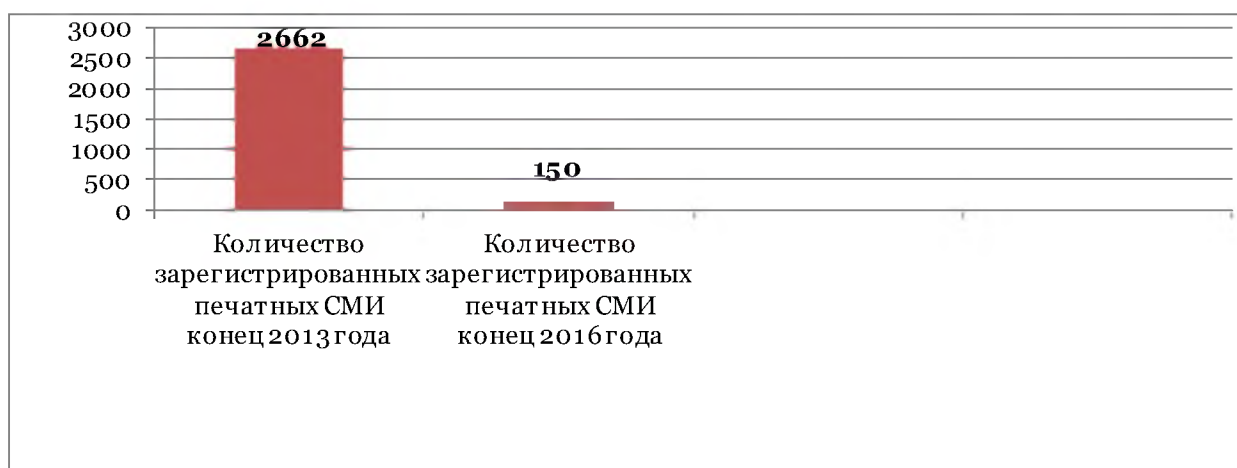 3000
2662
2500
2000
1500
1000
150
500
0
Количество
зарегистрированных
печатных СМИ
конец 2013 года
Количество
зарегистрированных
печатных СМИ
конец 2016 года